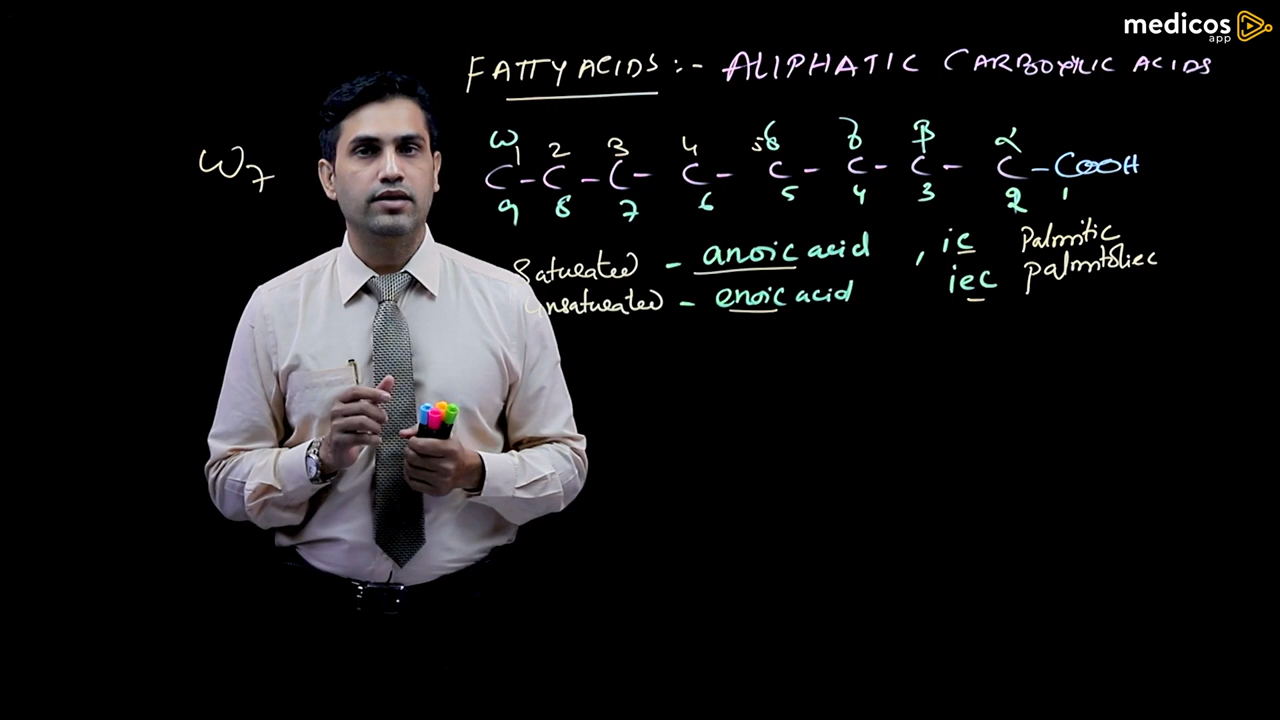 medicos
app
FATTY ACIDS :- ALIPHATIC CARBOXYLIC ACIDS
ω β α
1 2 3 4 5
ω7 C - C - C - C - C - C - C - C - COOH
9 8 7 6 5 4 3 2 1
Saturated - anoic acid , ic Palmitic
Unsaturated - enoic acid iec palmitoliec